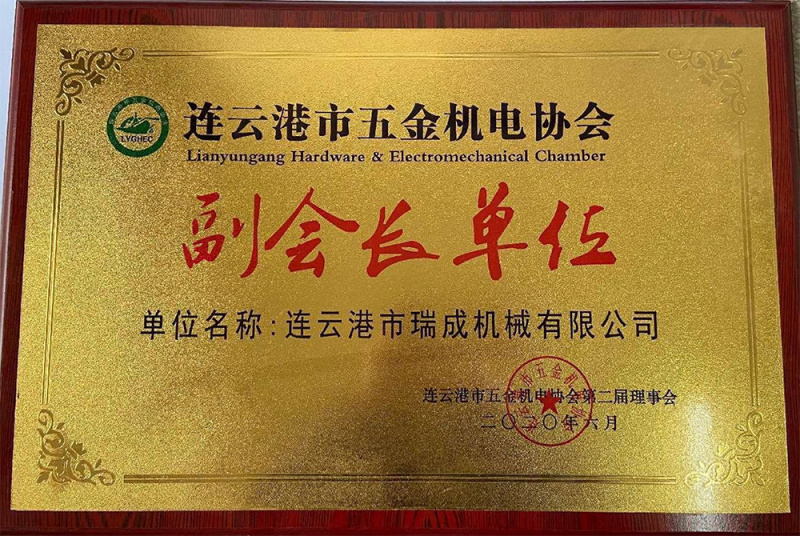 连云港市五金机电协会
LYGHEC
Lianyungang Hardware & Electromechanical Chamber
副会长单位
单位名称:连云港市瑞成机械有限公司
连云港市五金机电协会第二届理事会
二〇二〇年六月